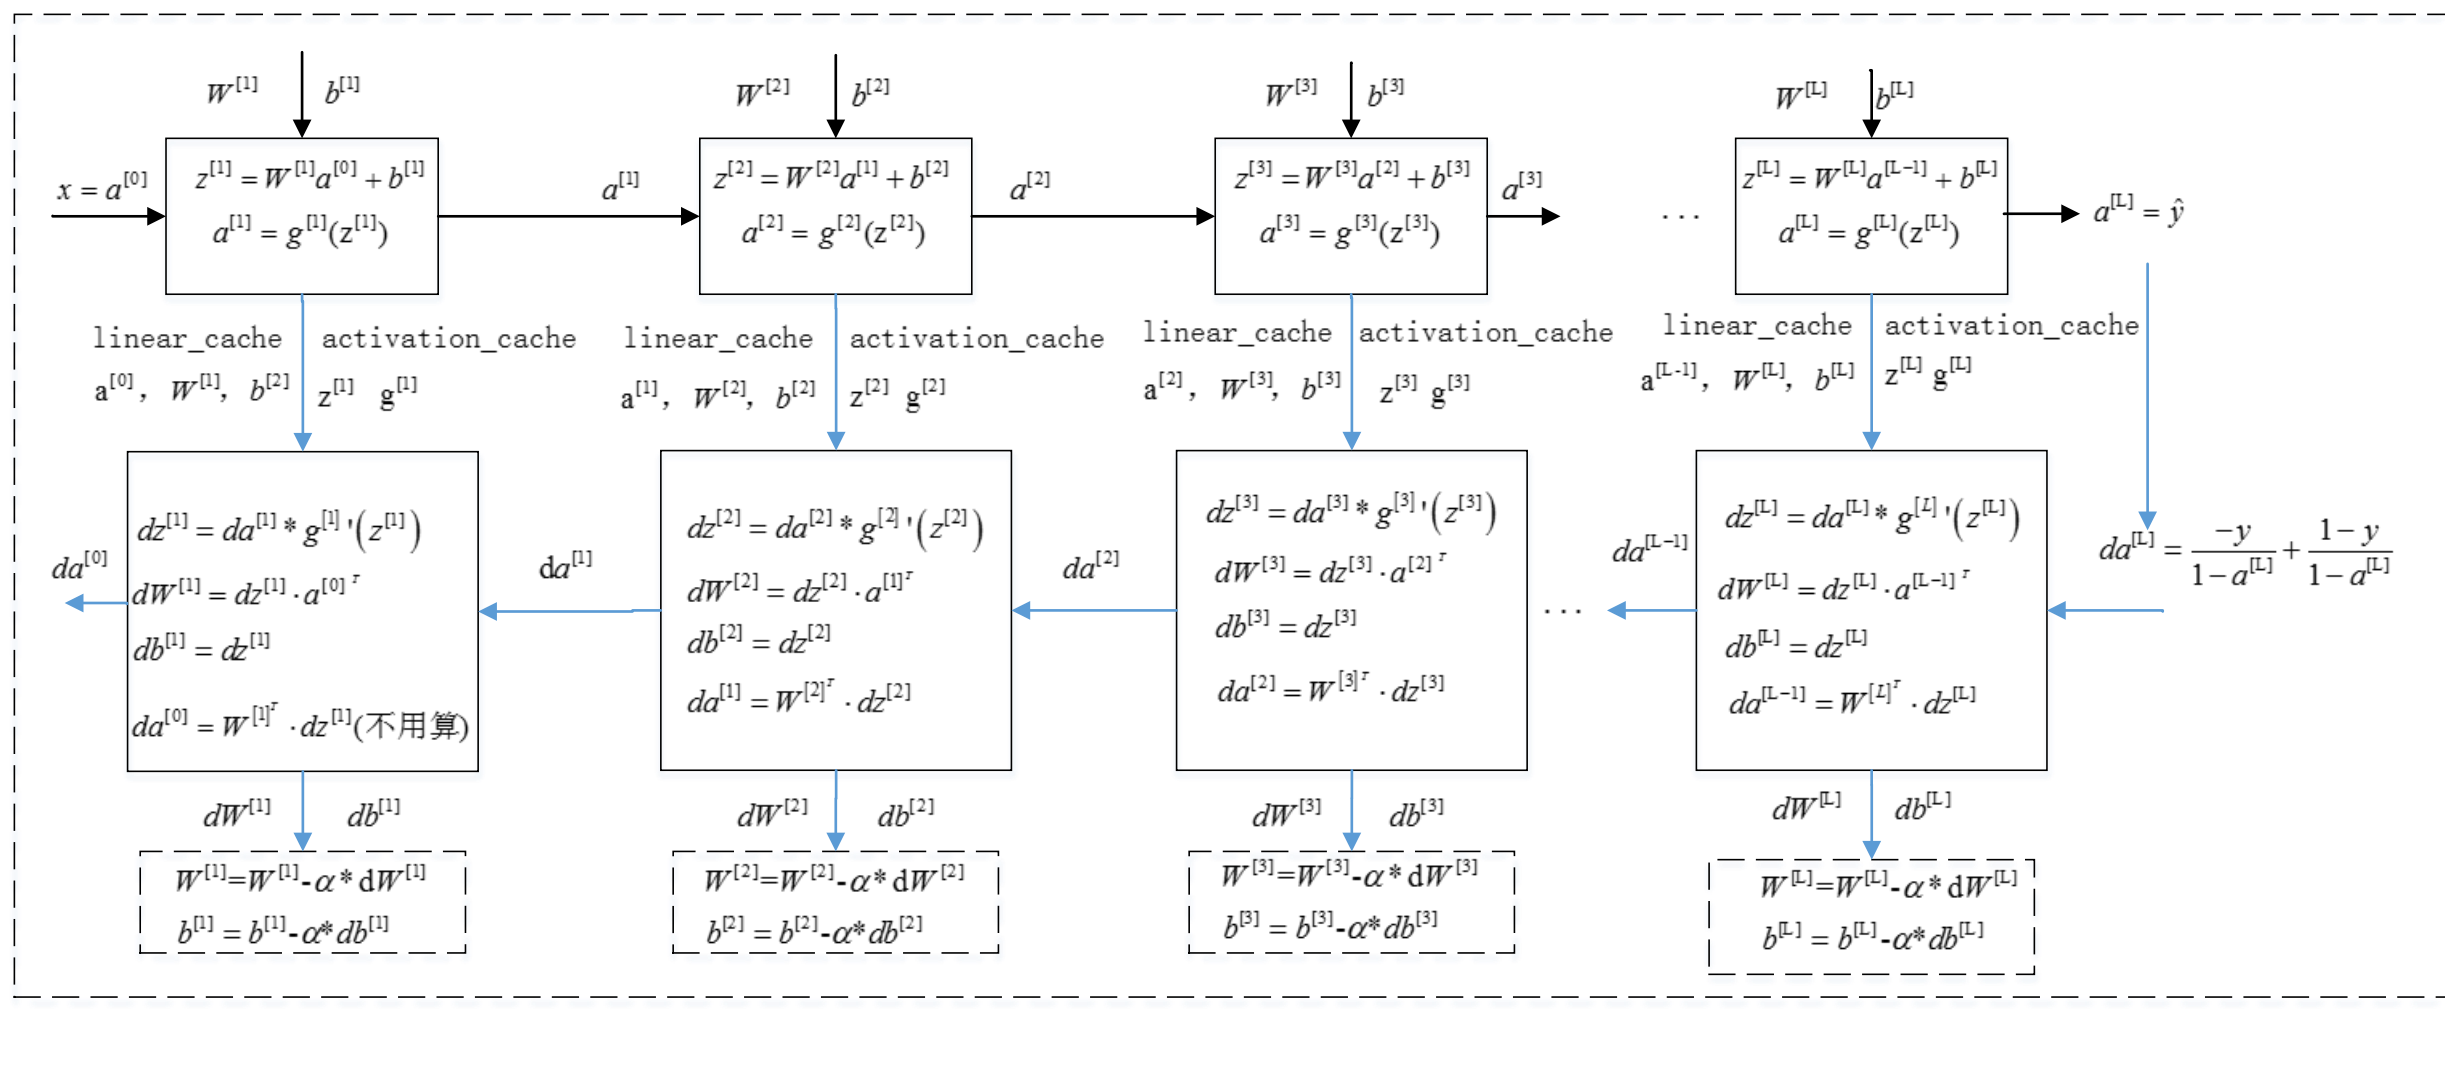 W^[1] b^[1] W^[2] b^[2] W^[3] b^[3] W^[L] b^[L]
x = a^[0]
z^[1] = W^[1]a^[0] + b^[1]
a^[1] = g^[1](z^[1])
a^[1]
z^[2] = W^[2]a^[1] + b^[2]
a^[2] = g^[2](z^[2])
a^[2]
z^[3] = W^[3]a^[2] + b^[3]
a^[3] = g^[3](z^[3])
a^[3]
...
z^[L] = W^[L]a^[L-1] + b^[L]
a^[L] = g^[L](z^[L])
a^[L] = ŷ
linear_cache activation_cache
a^[0], W^[1], b^[2] z^[1] g^[1]
linear_cache activation_cache
a^[1], W^[2], b^[2] z^[2] g^[2]
linear_cache activation_cache
a^[2], W^[3], b^[3] z^[3] g^[3]
linear_cache activation_cache
a^[L-1], W^[L], b^[L] z^[L] g^[L]
da^[0]
dz^[1] = da^[1] * g^[1] '(z^[1])
dW^[1] = dz^[1] · a^[0] T
db^[1] = dz^[1]
da^[0] = W^[1]T · dz^[1](不用算)
da^[1]
dz^[2] = da^[2] * g^[2] '(z^[2])
dW^[2] = dz^[2] · a^[1]T
db^[2] = dz^[2]
da^[1] = W^[2]T · dz^[2]
da^[2]
dz^[3] = da^[3] * g^[3] '(z^[3])
dW^[3] = dz^[3] · a^[2] T
db^[3] = dz^[3]
da^[2] = W^[3]T · dz^[3]
...
da^[L-1]
dz^[L] = da^[L] * g^[L] '(z^[L])
dW^[L] = dz^[L] · a^[L-1] T
db^[L] = dz^[L]
da^[L-1] = W^[L]T · dz^[L]
da^[L] = -y/(1-a^[L]) + (1-y)/(1-a^[L])
dW^[1] db^[1]
W^[1]=W^[1]-α* dW^[1]
b^[1] = b^[1]-α*db^[1]
dW^[2] db^[2]
W^[2]=W^[2]-α* dW^[2]
b^[2] = b^[2]-α*db^[2]
dW^[3] db^[3]
W^[3]=W^[3]-α* dW^[3]
b^[3] = b^[3]-α*db^[3]
dW^[L] db^[L]
W^[L]=W^[L]-α* dW^[L]
b^[L] = b^[L]-α*db^[L]